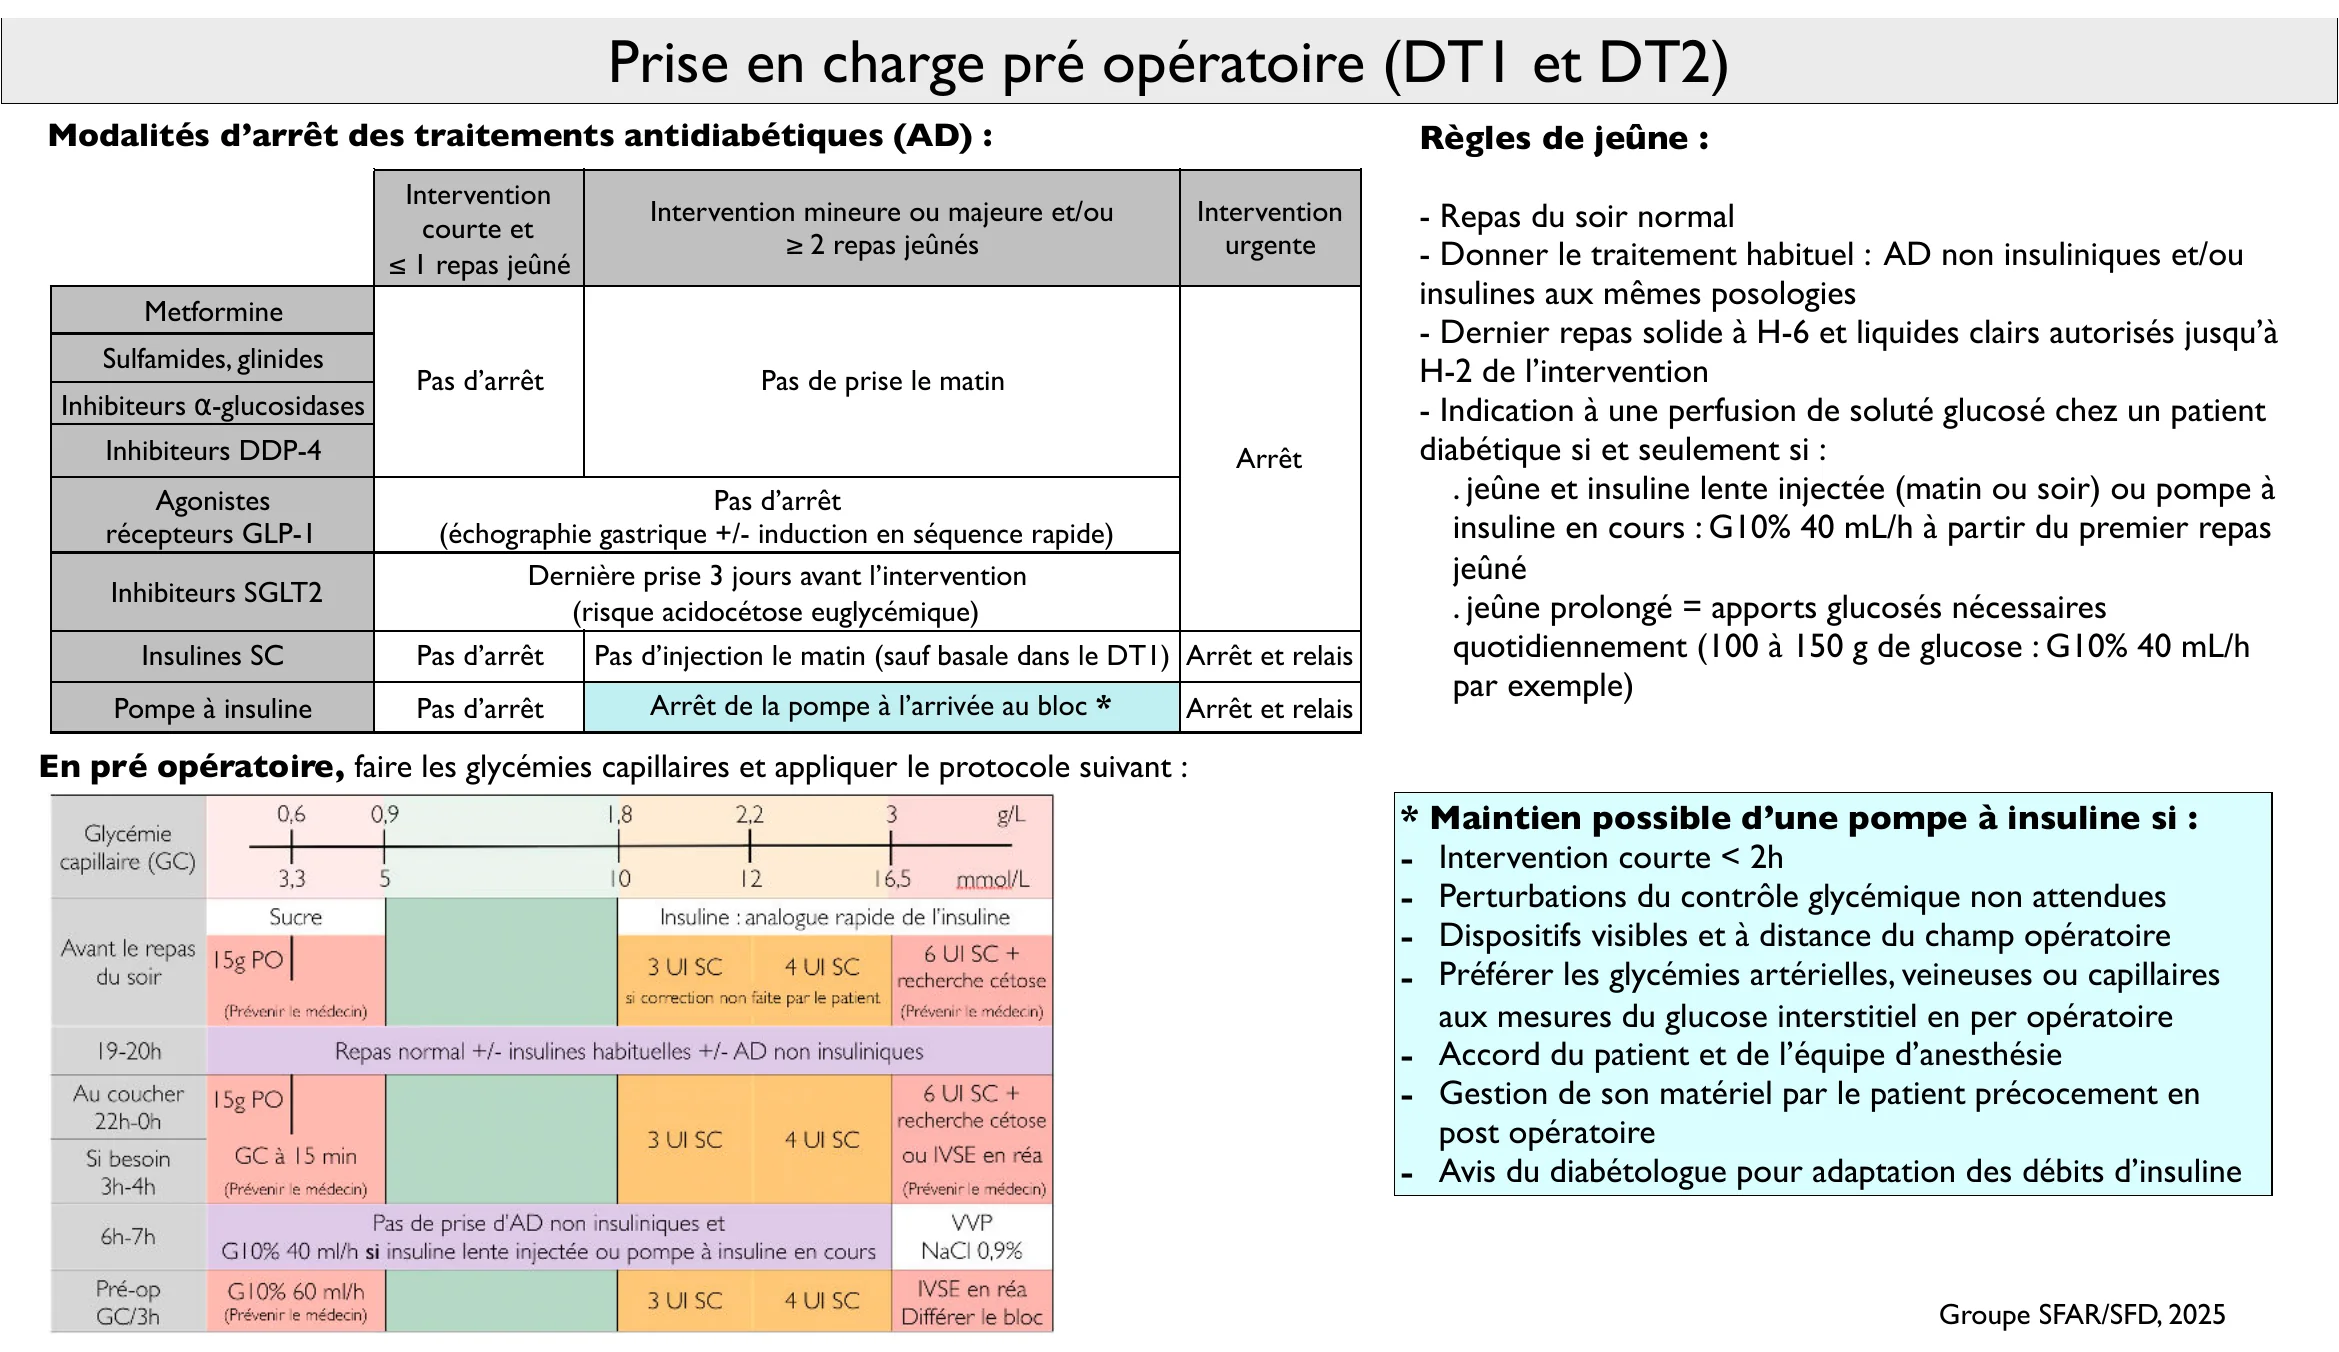 Prise en charge pré opératoire (DT1 et DT2)
Modalités d’arrêt des traitements antidiabétiques (AD) :
Intervention
courte et
≤ 1 repas jeûné
Intervention mineure ou majeure et/ou
≥ 2 repas jeûnés
Intervention
urgente
Metformine
Sulfamides, glinides
Inhibiteurs α-glucosidases
Inhibiteurs DDP-4
Pas d’arrêt
Pas de prise le matin
Arrêt
Agonistes
récepteurs GLP-1
Pas d’arrêt
(échographie gastrique +/- induction en séquence rapide)
Inhibiteurs SGLT2
Dernière prise 3 jours avant l’intervention
(risque acidocétose euglycémique)
Insulines SC
Pas d’arrêt
Pas d’injection le matin (sauf basale dans le DT1)
Arrêt et relais
Pompe à insuline
Pas d’arrêt
Arrêt de la pompe à l’arrivée au bloc *
Arrêt et relais
Règles de jeûne :
- Repas du soir normal
- Donner le traitement habituel : AD non insuliniques et/ou
insulines aux mêmes posologies
- Dernier repas solide à H-6 et liquides clairs autorisés jusqu’à
H-2 de l’intervention
- Indication à une perfusion de soluté glucosé chez un patient
diabétique si et seulement si :
. jeûne et insuline lente injectée (matin ou soir) ou pompe à
insuline en cours : G10% 40 mL/h à partir du premier repas
jeûné
. jeûne prolongé = apports glucosés nécessaires
quotidiennement (100 à 150 g de glucose : G10% 40 mL/h
par exemple)
En pré opératoire, faire les glycémies capillaires et appliquer le protocole suivant :
Glycémie
capillaire (GC)
0,6 0,9 1,8 2,2 3 g/L
3,3 5 10 12 16,5 mmol/L
Avant le repas
du soir
Sucre
Insuline : analogue rapide de l’insuline
15g PO
(Prévenir le médecin)
3 UI SC
4 UI SC
si correction non faite par le patient
6 UI SC +
recherche cétose
(Prévenir le médecin)
19-20h
Repas normal +/- insulines habituelles +/- AD non insuliniques
Au coucher
22h-0h
Si besoin
3h-4h
15g PO
GC à 15 min
(Prévenir le médecin)
3 UI SC
4 UI SC
6 UI SC +
recherche cétose
ou IVSE en réa
(Prévenir le médecin)
6h-7h
Pas de prise d’AD non insuliniques et
G10% 40 ml/h si insuline lente injectée ou pompe à insuline en cours
VVP
NaCl 0,9%
Pré-op
GC/3h
G10% 60 ml/h
(Prévenir le médecin)
3 UI SC
4 UI SC
IVSE en réa
Différer le bloc
* Maintien possible d’une pompe à insuline si :
- Intervention courte < 2h
- Perturbations du contrôle glycémique non attendues
- Dispositifs visibles et à distance du champ opératoire
- Préférer les glycémies artérielles, veineuses ou capillaires
aux mesures du glucose interstitiel en per opératoire
- Accord du patient et de l’équipe d’anesthésie
- Gestion de son matériel par le patient précocement en
post opératoire
- Avis du diabétologue pour adaptation des débits d’insuline
Groupe SFAR/SFD, 2025